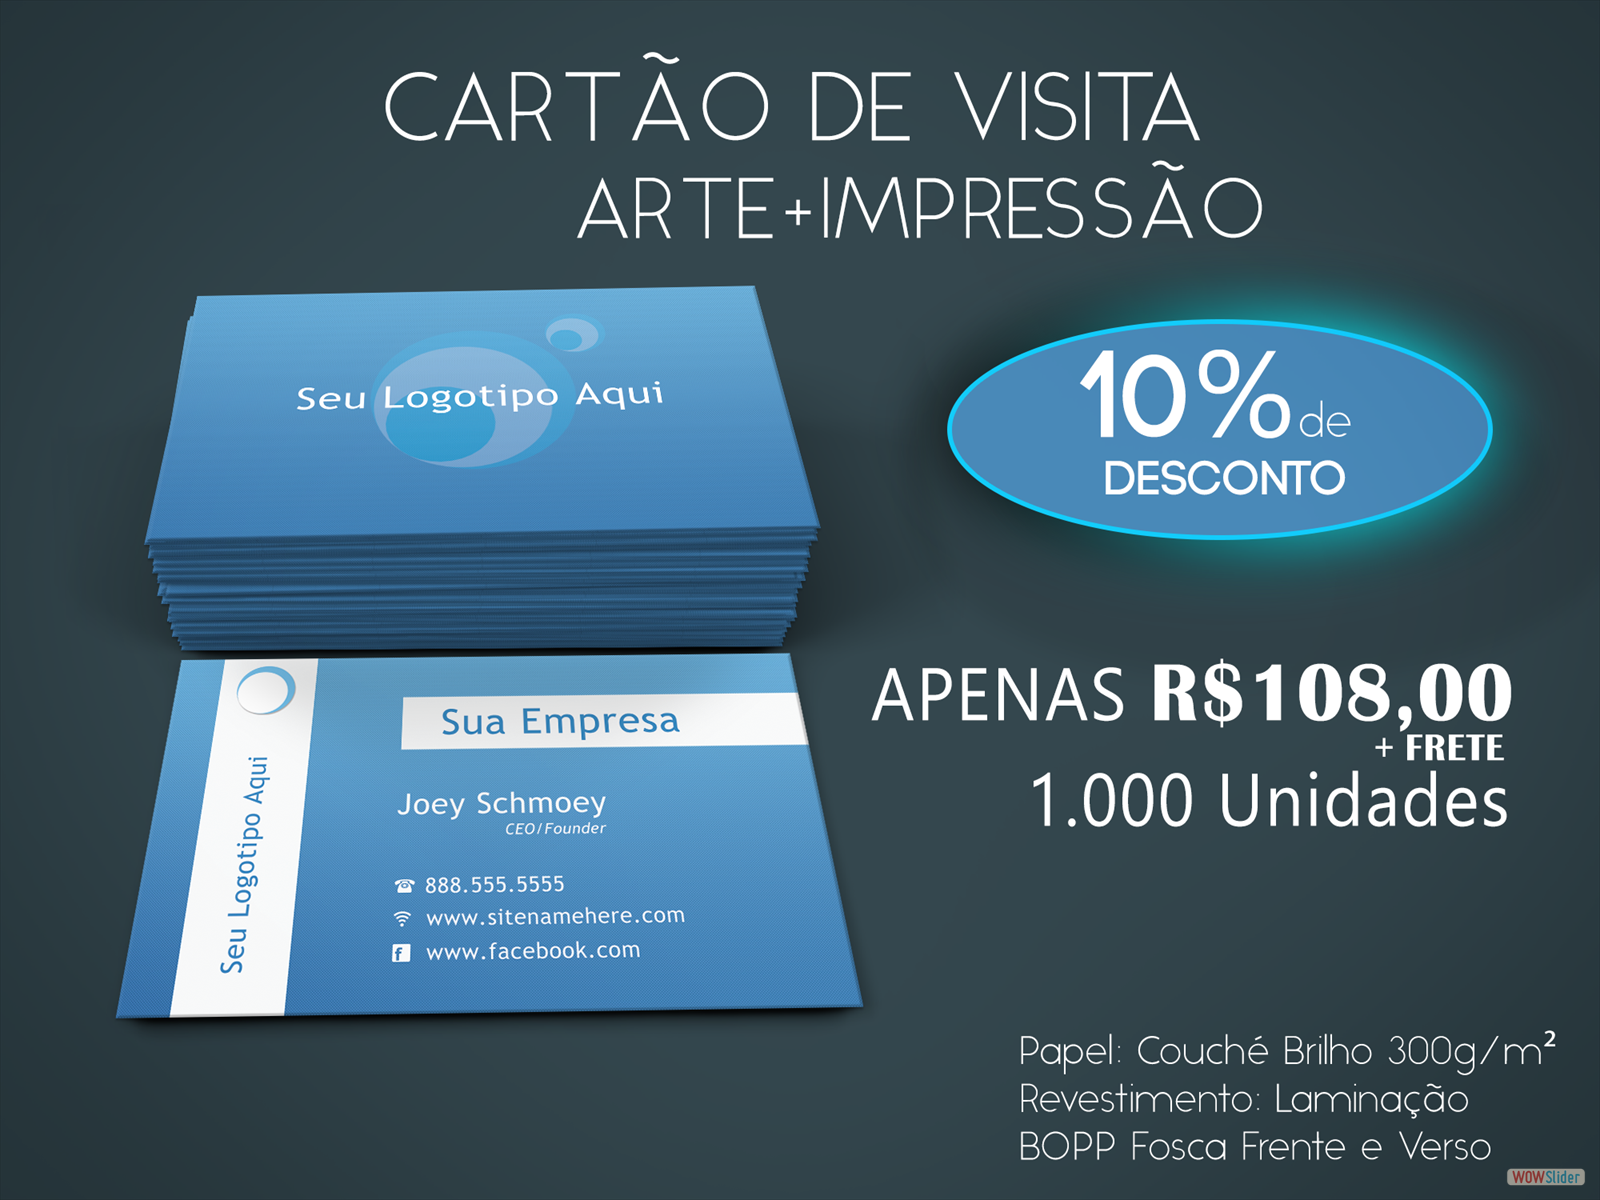 CARTÃO DE VISITA
ARTE+IMPRESSÃO
Seu Logotipo Aqui
10% de
DESCONTO
Sua Empresa
Seu Logotipo Aqui
Joey Schmoey
CEO/Founder
888.555.5555
www.sitenamehere.com
www.facebook.com
APENAS R$108,00
+ FRETE
1.000 Unidades
Papel: Couché Brilho 300g/m²
Revestimento: Laminação
BOPP Fosca Frente e Verso
WOWSlider